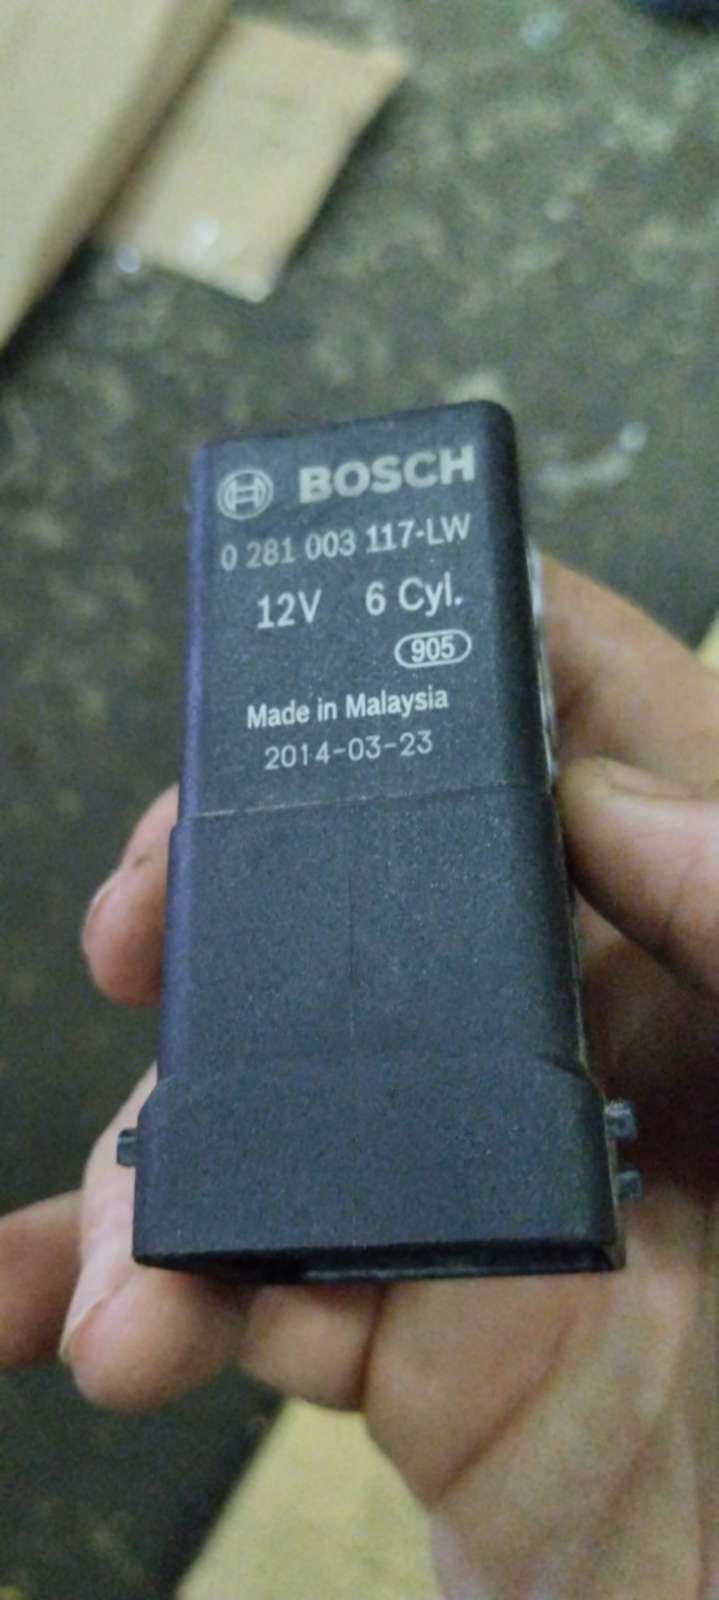 BOSCH
0 281 003 117-LW
12V 6 Cyl.
905
Made in Malaysia
2014-03-23